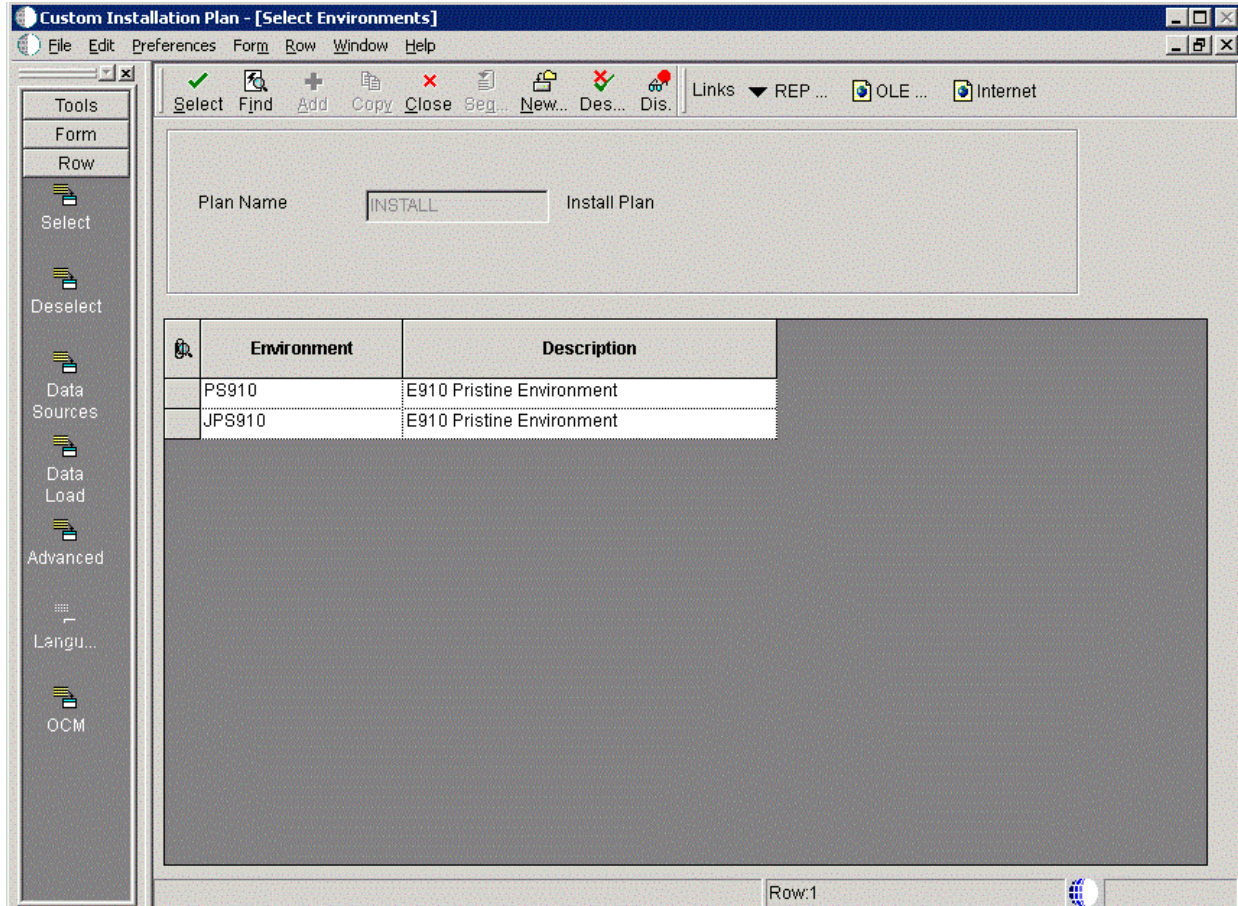 Custom Installation Plan - [Select Environments]
File Edit Preferences Form Row Window Help
Select Find Add Copy Close Seq... New... Des... Dis. Links REP ... OLE ... Internet
Tools
Form
Row
Select
Deselect
Data
Sources
Data
Load
Advanced
Langu...
OCM
Plan Name INSTALL Install Plan
Environment Description
PS910 E910 Pristine Environment
JPS910 E910 Pristine Environment
Row:1